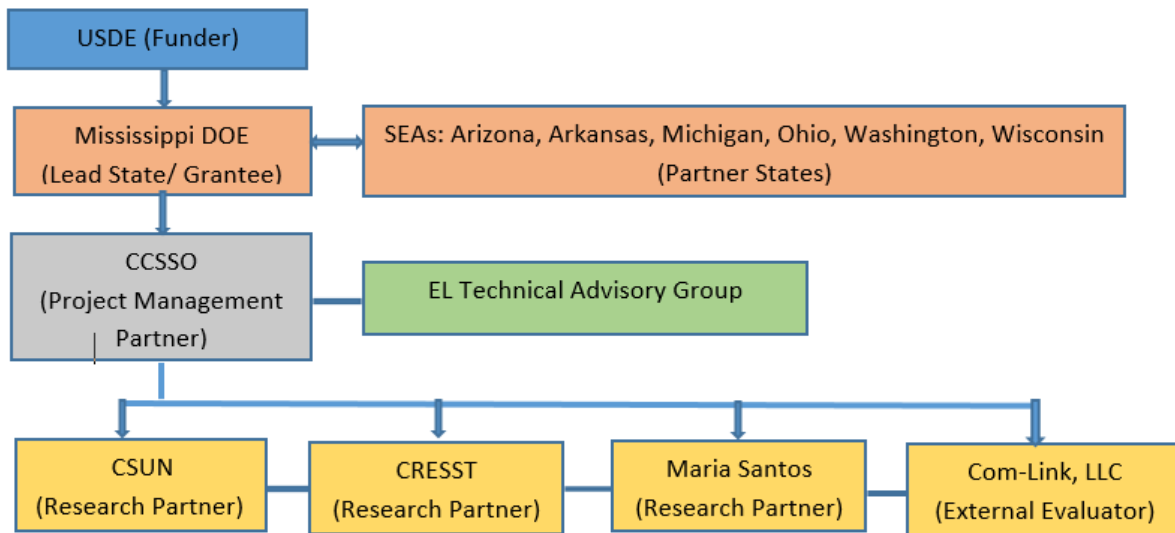 USDE (Funder)
Mississippi DOE
(Lead State/ Grantee)
SEAs: Arizona, Arkansas, Michigan, Ohio, Washington, Wisconsin
(Partner States)
CCSSO
(Project Management
Partner)
EL Technical Advisory Group
CSUN
(Research Partner)
CRESST
(Research Partner)
Maria Santos
(Research Partner)
Com-Link, LLC
(External Evaluator)